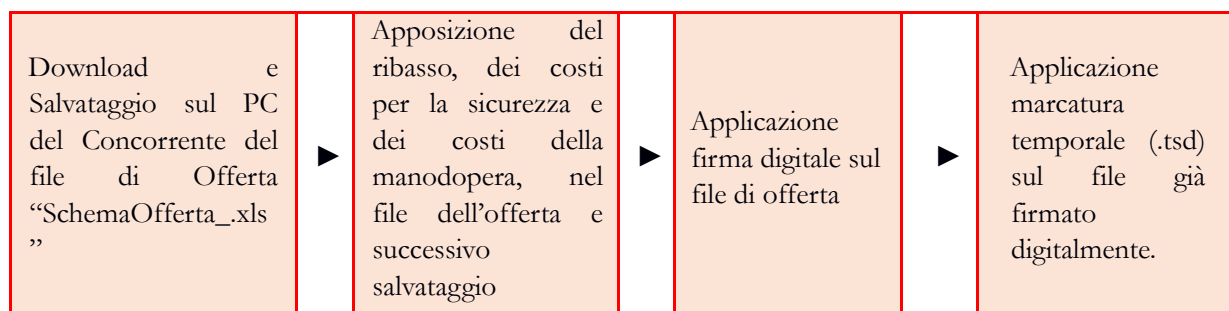 Download e
Salvataggio sul PC
del Concorrente del
file di Offerta
“SchemaOfferta_.xls
”
►
Apposizione del
ribasso, dei costi
per la sicurezza e
dei costi della
manodopera, nel
file dell’offerta e
successivo
salvataggio
►
Applicazione
firma digitale sul
file di offerta
►
Applicazione
marcatura
temporale (.tsd)
sul file già
firmato
digitalmente.